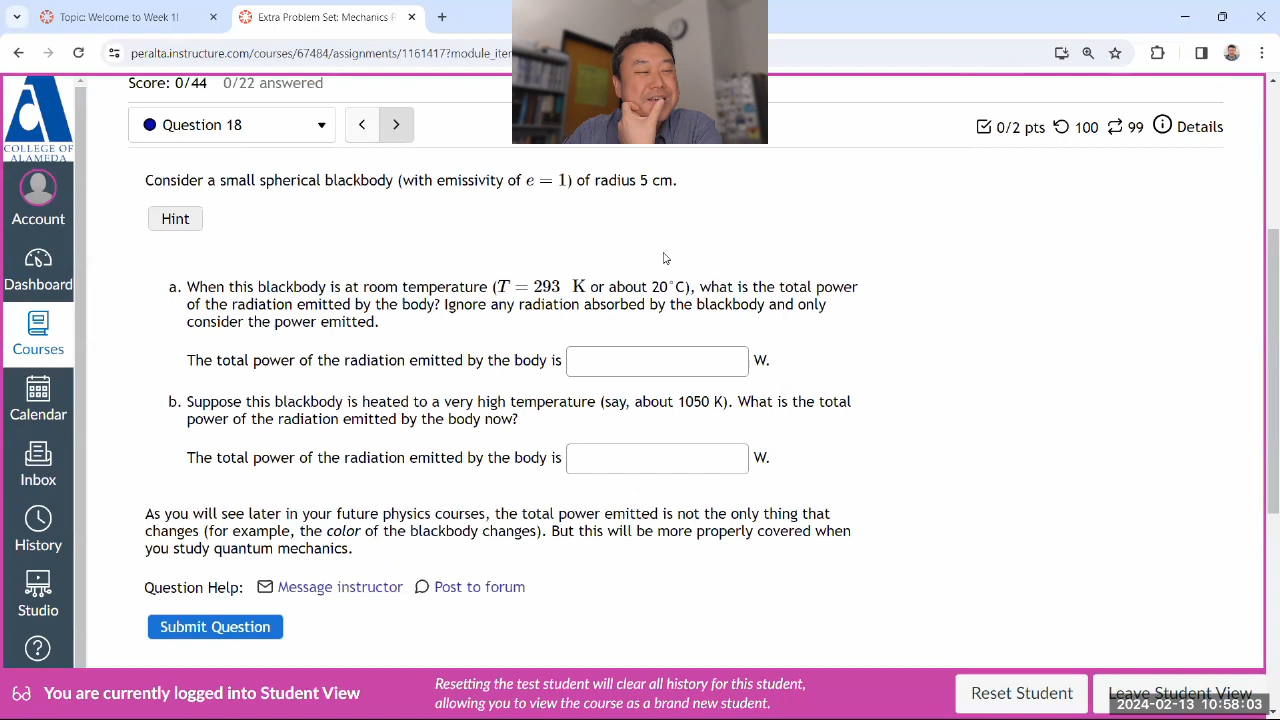 Topic: Welcome to Week 1
Extra Problem Set: Mechanics P
peralta.instructure.com/courses/67484/assignments/1161417?module_ite
COLLEGE OF
ALAMEDA
Account
Dashboard
Courses
Calendar
Inbox
History
Studio
Score: 0/44 0/22 answered
Question 18
0/2 pts 100 99 Details
Consider a small spherical blackbody (with emissivity of e = 1) of radius 5 cm.
Hint
a. When this blackbody is at room temperature (T = 293 K or about 20°C), what is the total power
of the radiation emitted by the body? Ignore any radiation absorbed by the blackbody and only
consider the power emitted.
The total power of the radiation emitted by the body is W.
b. Suppose this blackbody is heated to a very high temperature (say, about 1050 K). What is the total
power of the radiation emitted by the body now?
The total power of the radiation emitted by the body is W.
As you will see later in your future physics courses, the total power emitted is not the only thing that
changes (for example, the color of the blackbody changes). But this will be more properly covered when
you study quantum mechanics.
Question Help: Message instructor Post to forum
Submit Question
You are currently logged into Student View
Resetting the test student will clear all history for this student,
allowing you to view the course as a brand new student.
Reset Student
Leave Student View
2024-02-13 10:58:03